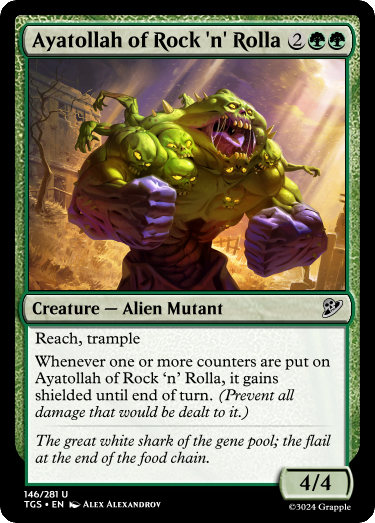 Ayatollah of Rock 'n' Rolla 2
Creature — Alien Mutant
Reach, trample
Whenever one or more counters are put on
Ayatollah of Rock ‘n’ Rolla, it gains
shielded until end of turn. (Prevent all
damage that would be dealt to it.)
The great white shark of the gene pool; the flail
at the end of the food chain.
4/4
146/281 U
TGS • EN Alex Alexandrov
©3024 Grapple